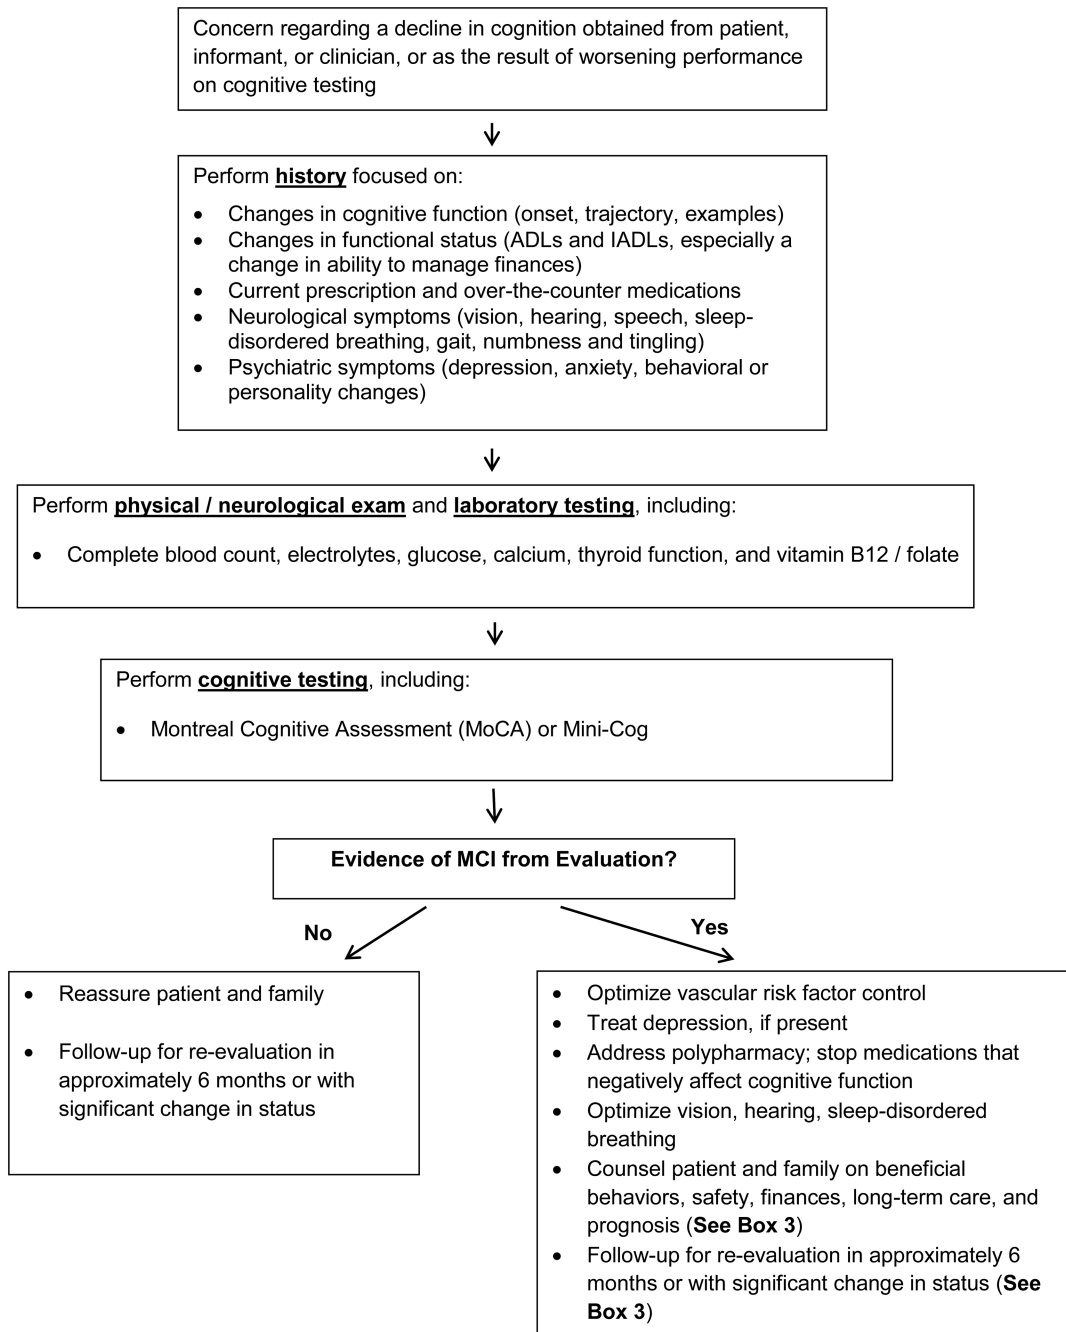 Concern regarding a decline in cognition obtained from patient,
informant, or clinician, or as the result of worsening performance
on cognitive testing
Perform history focused on:
• Changes in cognitive function (onset, trajectory, examples)
• Changes in functional status (ADLs and IADLs, especially a
change in ability to manage finances)
• Current prescription and over-the-counter medications
• Neurological symptoms (vision, hearing, speech, sleep-
disordered breathing, gait, numbness and tingling)
• Psychiatric symptoms (depression, anxiety, behavioral or
personality changes)
Perform physical / neurological exam and laboratory testing, including:
• Complete blood count, electrolytes, glucose, calcium, thyroid function, and vitamin B12 / folate
Perform cognitive testing, including:
• Montreal Cognitive Assessment (MoCA) or Mini-Cog
Evidence of MCI from Evaluation?
No
Yes
• Reassure patient and family
• Follow-up for re-evaluation in
approximately 6 months or with
significant change in status
• Optimize vascular risk factor control
• Treat depression, if present
• Address polypharmacy; stop medications that
negatively affect cognitive function
• Optimize vision, hearing, sleep-disordered
breathing
• Counsel patient and family on beneficial
behaviors, safety, finances, long-term care, and
prognosis (See Box 3)
• Follow-up for re-evaluation in approximately 6
months or with significant change in status (See
Box 3)